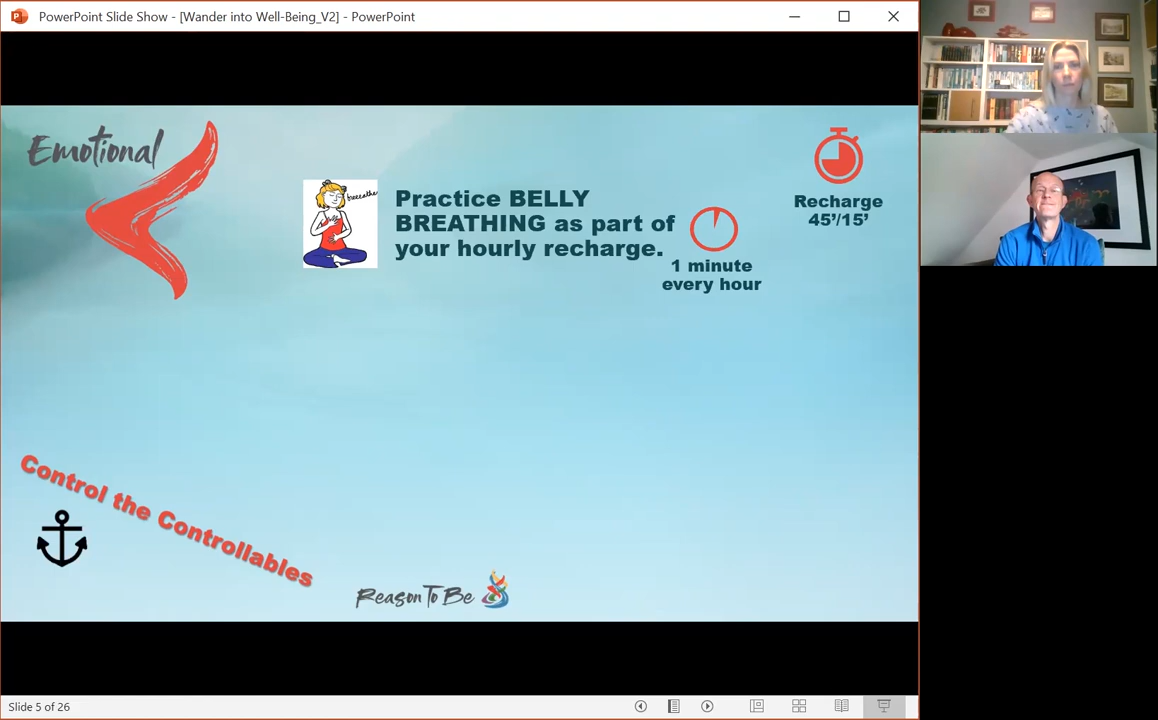 PowerPoint Slide Show - [Wander into Well-Being_V2] - PowerPoint
Emotional
breathe
Practice BELLY
BREATHING as part of
your hourly recharge.
1 minute
every hour
Recharge
45’/15’
Control the Controllables
Reason To Be
Slide 5 of 26